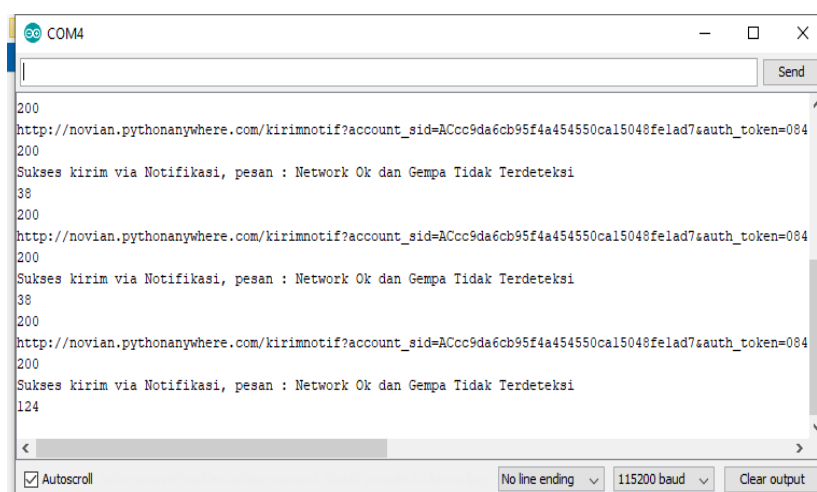 COM4
Send
200
http://novian.pythonanywhere.com/kirimnotif?account_sid=ACcc9da6cb95f4a454550ca15048fe1ad7&auth_token=084
200
Sukses kirim via Notifikasi, pesan : Network Ok dan Gempa Tidak Terdeteksi
38
200
http://novian.pythonanywhere.com/kirimnotif?account_sid=ACcc9da6cb95f4a454550ca15048fe1ad7&auth_token=084
200
Sukses kirim via Notifikasi, pesan : Network Ok dan Gempa Tidak Terdeteksi
38
200
http://novian.pythonanywhere.com/kirimnotif?account_sid=ACcc9da6cb95f4a454550ca15048fe1ad7&auth_token=084
200
Sukses kirim via Notifikasi, pesan : Network Ok dan Gempa Tidak Terdeteksi
124
Autoscroll No line ending 115200 baud Clear output